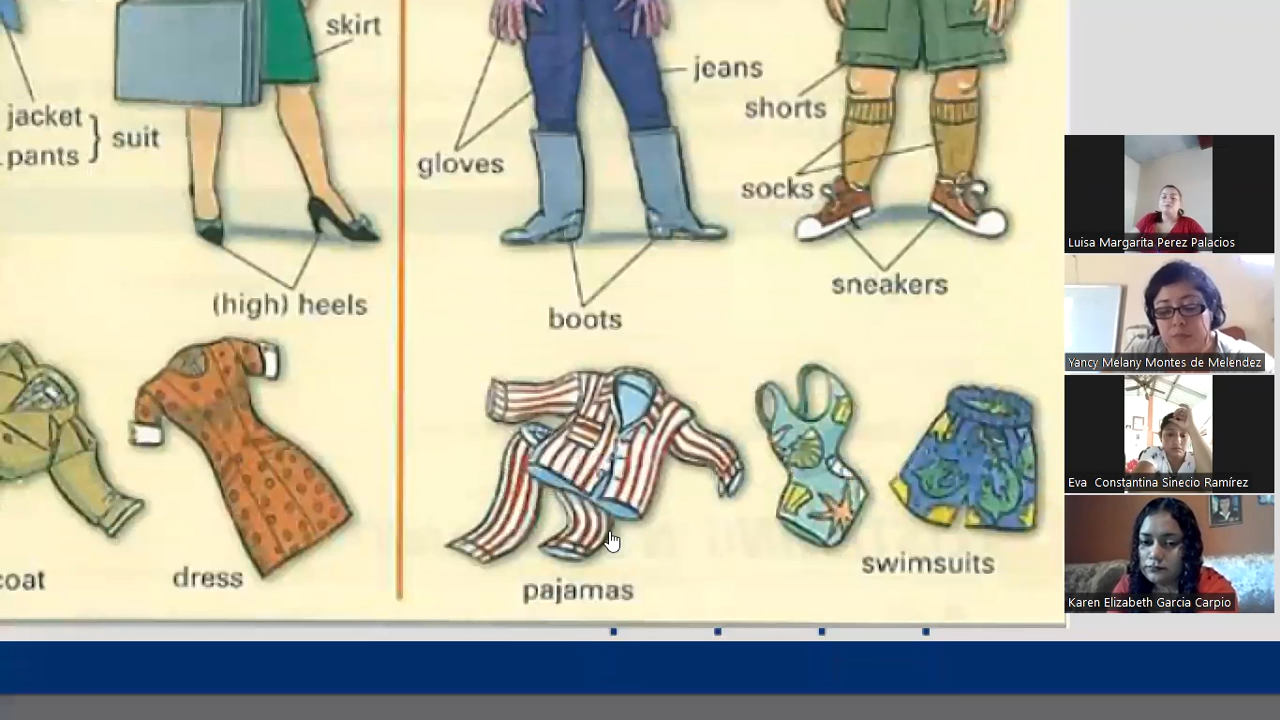 skirt
jacket
pants
suit
(high) heels
coat
dress
jeans
shorts
gloves
socks
sneakers
boots
pajamas
swimsuits
Luisa Margarita Perez Palacios
Yancy Melany Montes de Melendez
Eva Constantina Sinecio Ramírez
Karen Elizabeth Garcia Carpio